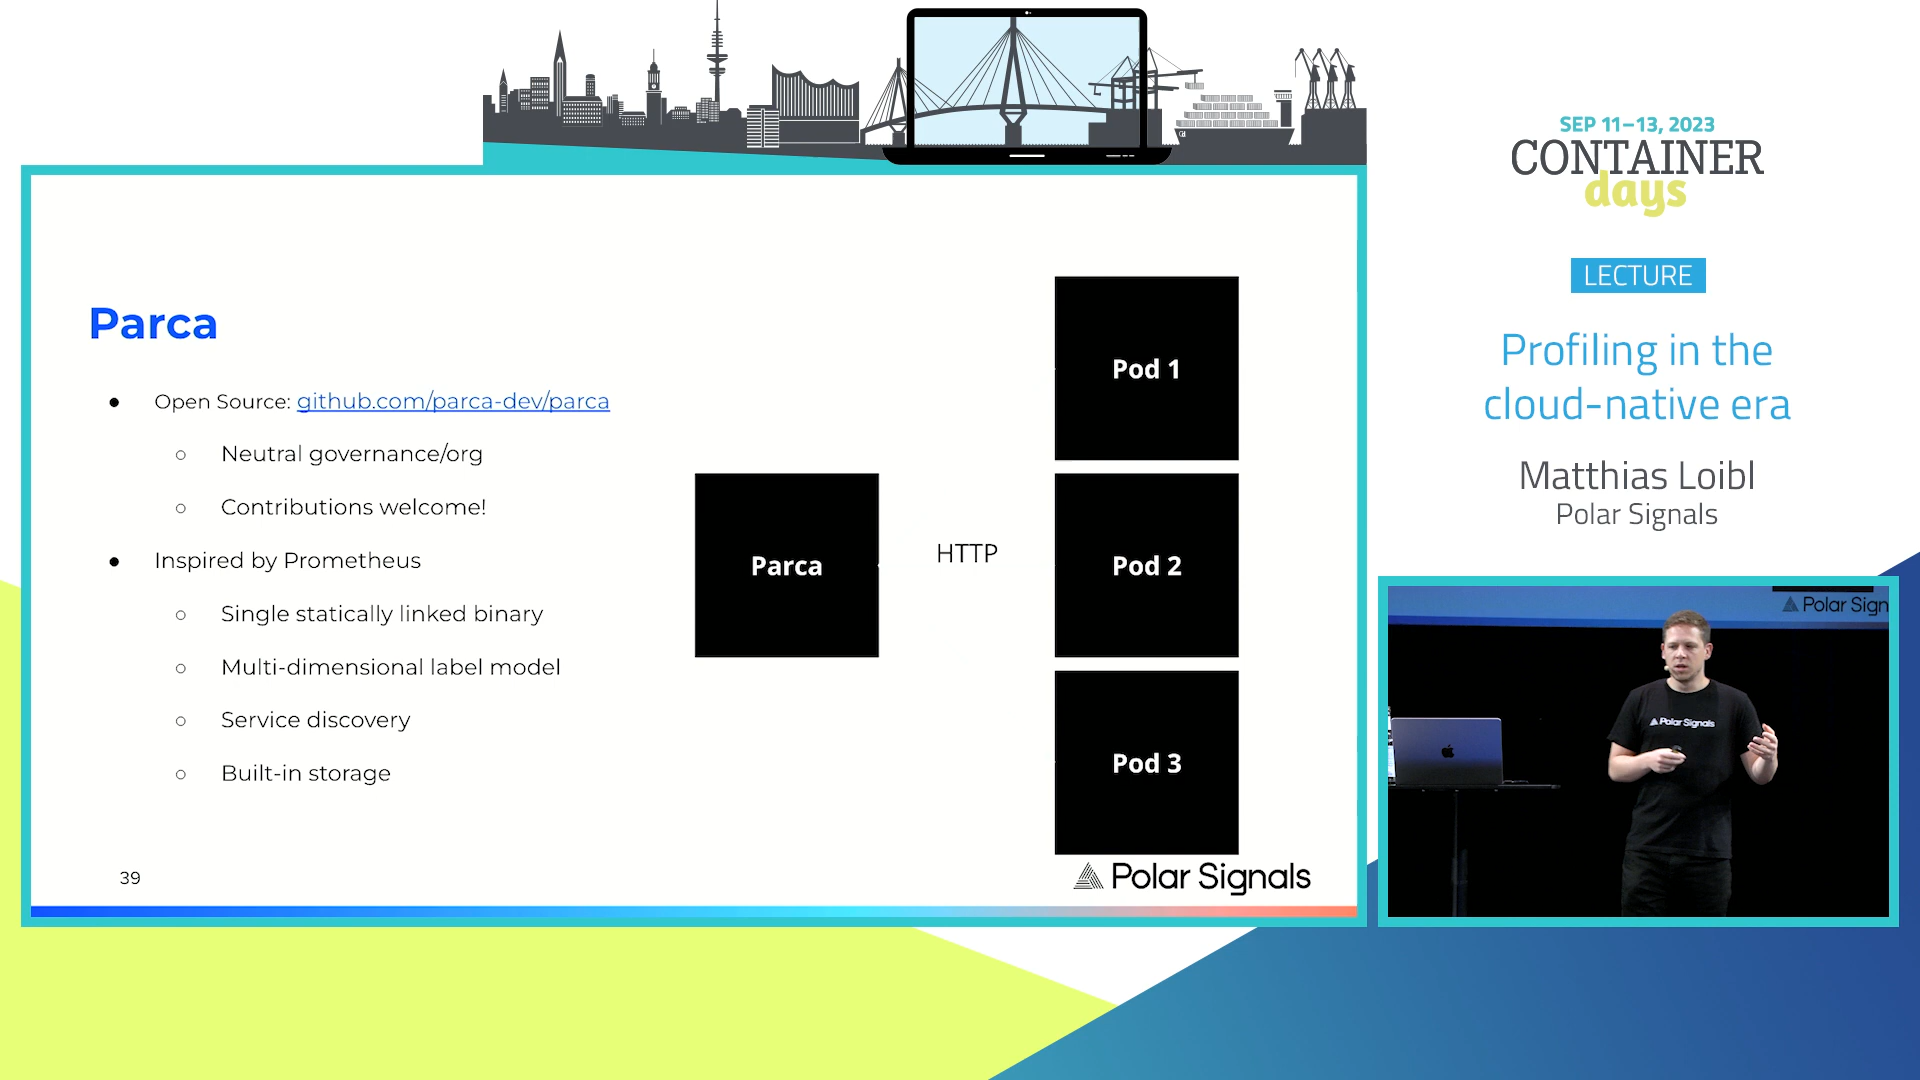 SEP 11–13, 2023
CONTAINER
days
LECTURE
Profiling in the
cloud-native era
Matthias Loibl
Polar Signals
Parca
● Open Source: github.com/parca-dev/parca
○ Neutral governance/org
○ Contributions welcome!
● Inspired by Prometheus
○ Single statically linked binary
○ Multi-dimensional label model
○ Service discovery
○ Built-in storage
Parca
HTTP
Pod 1
Pod 2
Pod 3
39
Polar Signals
Polar Sign
Polar Signals